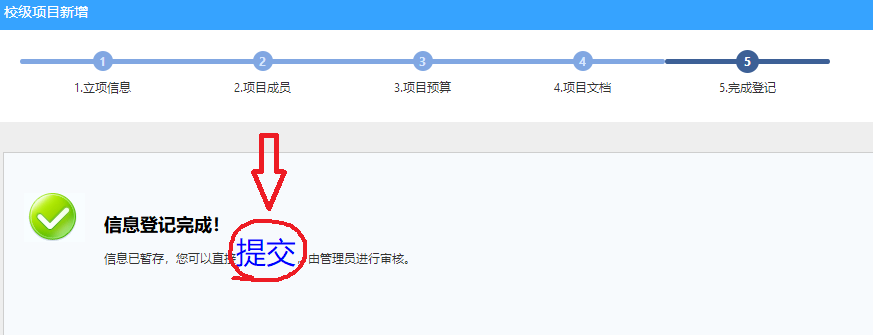 校级项目新增
1 2 3 4 5
1.立项信息 2.项目成员 3.项目预算 4.项目文档 5.完成登记
信息登记完成！
信息已暂存，您可以直接提交，由管理员进行审核。